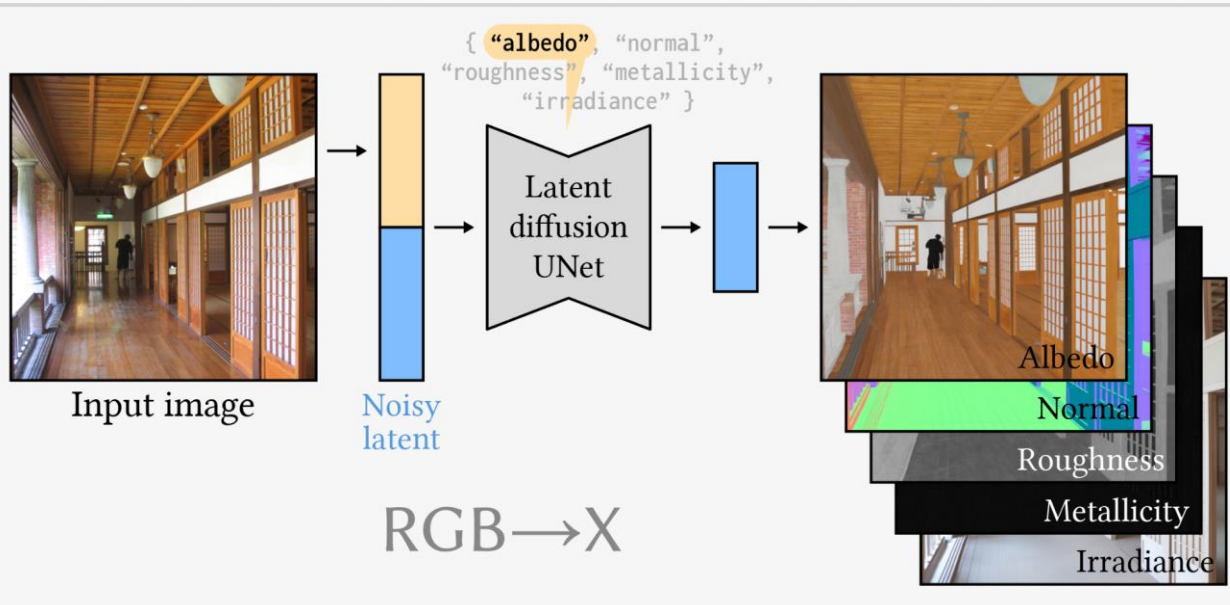 { “albedo”, “normal”,
“roughness”, “metallicity”,
“irradiance” }
Latent
diffusion
UNet
Input image
Noisy
latent
Albedo
Normal
Roughness
Metallicity
Irradiance
RGB→X